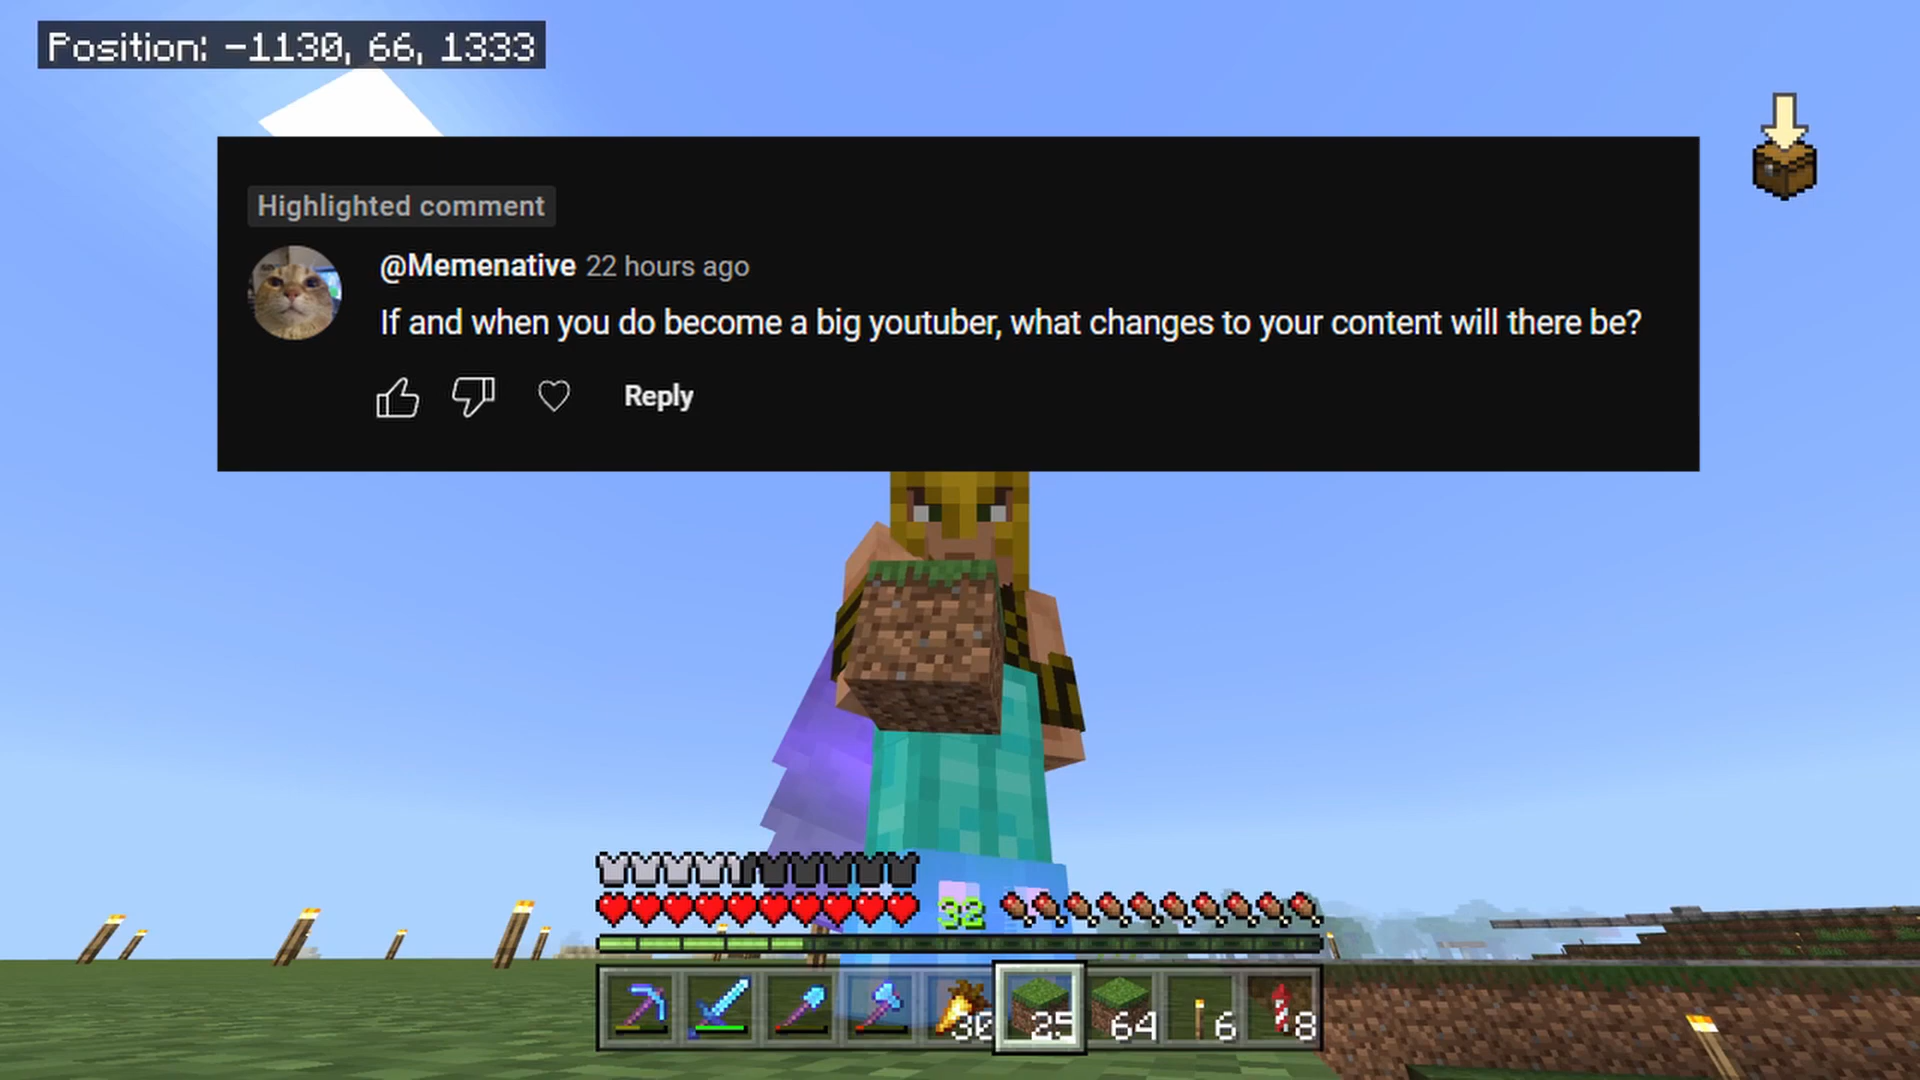 Position: -1130, 66, 1333
Highlighted comment
@Memenative 22 hours ago
If and when you do become a big youtuber, what changes to your content will there be?
Reply
32
30 25 64 6 8